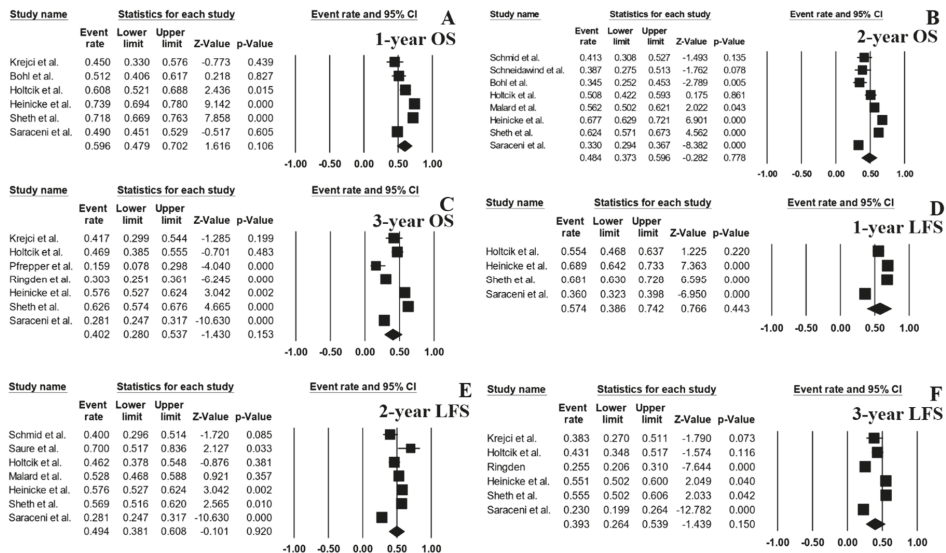 Study name Statistics for each study Event rate and 95% CI A
Event rate Lower limit Upper limit Z-Value p-Value 1-year OS
Krejci et al. 0.450 0.330 0.576 -0.773 0.439
Bohl et al. 0.512 0.406 0.617 0.218 0.827
Holtcik et al. 0.608 0.521 0.688 2.436 0.015
Heinicke et al. 0.739 0.694 0.780 9.142 0.000
Sheth et al. 0.718 0.669 0.763 7.858 0.000
Saraceni et al. 0.490 0.451 0.529 -0.517 0.605
0.596 0.479 0.702 1.616 0.106
-1.00 -0.50 0.00 0.50 1.00
Study name Statistics for each study Event rate and 95% CI B
Event rate Lower limit Upper limit Z-Value p-Value 2-year OS
Schmid et al. 0.413 0.308 0.527 -1.493 0.135
Schneidawind et al. 0.387 0.275 0.513 -1.762 0.078
Bohl et al. 0.345 0.252 0.453 -2.789 0.005
Holtcik et al. 0.508 0.422 0.593 0.175 0.861
Malard et al. 0.562 0.502 0.621 2.022 0.043
Heinicke et al. 0.677 0.629 0.721 6.901 0.000
Sheth et al. 0.624 0.571 0.673 4.562 0.000
Saraceni et al. 0.330 0.294 0.367 -8.382 0.000
0.484 0.373 0.596 -0.282 0.778
-1.00 -0.50 0.00 0.50 1.00
Study name Statistics for each study Event rate and 95% CI C
Event rate Lower limit Upper limit Z-Value p-Value 3-year OS
Krejci et al. 0.417 0.299 0.544 -1.285 0.199
Holtcik et al. 0.469 0.385 0.555 -0.701 0.483
Pfrepper et al. 0.159 0.078 0.298 -4.040 0.000
Ringden et al. 0.303 0.251 0.361 -6.245 0.000
Heinicke et al. 0.576 0.527 0.624 3.042 0.002
Sheth et al. 0.626 0.574 0.676 4.665 0.000
Saraceni et al. 0.281 0.247 0.317 -10.630 0.000
0.402 0.280 0.537 -1.430 0.153
-1.00 -0.50 0.00 0.50 1.00
Study name Statistics for each study Event rate and 95% CI D
Event rate Lower limit Upper limit Z-Value p-Value 1-year LFS
Holtcik et al. 0.554 0.468 0.637 1.225 0.220
Heinicke et al. 0.689 0.642 0.733 7.363 0.000
Sheth et al. 0.681 0.630 0.728 6.595 0.000
Saraceni et al. 0.360 0.323 0.398 -6.950 0.000
0.574 0.386 0.742 0.766 0.443
-1.00 -0.50 0.00 0.50 1.00
Study name Statistics for each study Event rate and 95% CI E
Event rate Lower limit Upper limit Z-Value p-Value 2-year LFS
Schmid et al. 0.400 0.296 0.514 -1.720 0.085
Saure et al. 0.700 0.517 0.836 2.127 0.033
Holtcik et al. 0.462 0.378 0.548 -0.876 0.381
Malard et al. 0.528 0.468 0.588 0.921 0.357
Heinicke et al. 0.576 0.527 0.624 3.042 0.002
Sheth et al. 0.569 0.516 0.620 2.565 0.010
Saraceni et al. 0.281 0.247 0.317 -10.630 0.000
0.494 0.381 0.608 -0.101 0.920
-1.00 -0.50 0.00 0.50 1.00
Study name Statistics for each study Event rate and 95% CI F
Event rate Lower limit Upper limit Z-Value p-Value 3-year LFS
Krejci et al. 0.383 0.270 0.511 -1.790 0.073
Holtcik et al. 0.431 0.348 0.517 -1.574 0.116
Ringden 0.255 0.206 0.310 -7.644 0.000
Heinicke et al. 0.551 0.502 0.600 2.049 0.040
Sheth et al. 0.555 0.502 0.606 2.033 0.042
Saraceni et al. 0.230 0.199 0.264 -12.782 0.000
0.393 0.264 0.539 -1.439 0.150
-1.00 -0.50 0.00 0.50 1.00